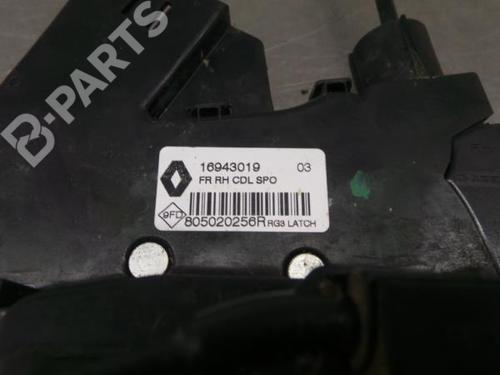 B-PARTS
16943019 03
FR RH CDL SPO
9FD
805020256R RG3 LATCH